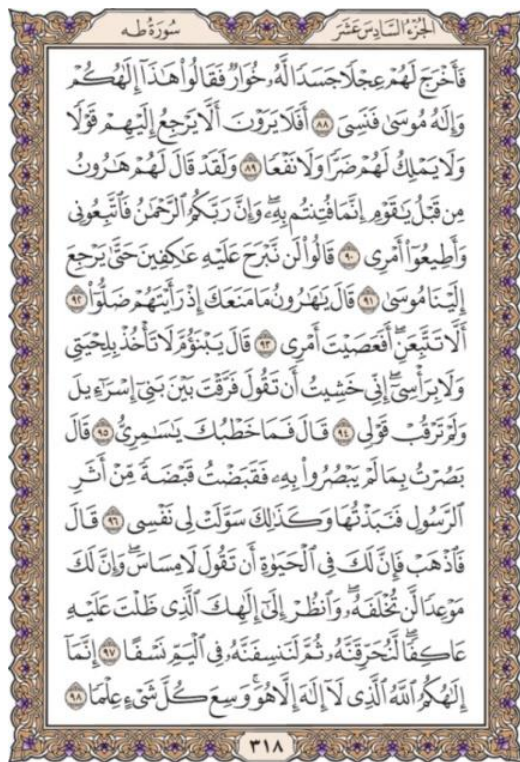 الجزء السادس عشر
سورة طه
فَأَخْرَجَ لَهُمْ عِجْلًا جَسَدًا لَّهُۥ خُوَارٌ فَقَالُوا۟ هَٰذَآ إِلَٰهُكُمْ
وَإِلَٰهُ مُوسَىٰ فَنَسِىَ ٨٨ أَفَلَا يَرَوْنَ أَلَّا يَرْجِعُ إِلَيْهِمْ قَوْلًا
وَلَا يَمْلِكُ لَهُمْ ضَرًّا وَلَا نَفْعًا ٨٩ وَلَقَدْ قَالَ لَهُمْ هَٰرُونُ
مِن قَبْلُ يَٰقَوْمِ إِنَّمَا فُتِنتُم بِهِۦۖ وَإِنَّ رَبَّكُمُ ٱلرَّحْمَٰنُ فَٱتَّبِعُونِى
وَأَطِيعُوٓا۟ أَمْرِى ٩٠ قَالُوا۟ لَن نَّبْرَحَ عَلَيْهِ عَٰكِفِينَ حَتَّىٰ يَرْجِعَ
إِلَيْنَا مُوسَىٰ ٩١ قَالَ يَٰهَٰرُونُ مَا مَنَعَكَ إِذْ رَأَيْتَهُمْ ضَلُّوٓا۟ ٩٢
أَلَّا تَتَّبِعَنِۖ أَفَعَصَيْتَ أَمْرِى ٩٣ قَالَ يَبْنَؤُمَّ لَا تَأْخُذْ بِلِحْيَتِى
وَلَا بِرَأْسِىٓۖ إِنِّى خَشِيتُ أَن تَقُولَ فَرَّقْتَ بَيْنَ بَنِىٓ إِسْرَٰٓءِيلَ
وَلَمْ تَرْقُبْ قَوْلِى ٩٤ قَالَ فَمَا خَطْبُكَ يَٰسَٰمِرِىُّ ٩٥ قَالَ
بَصُرْتُ بِمَا لَمْ يَبْصُرُوا۟ بِهِۦ فَقَبَضْتُ قَبْضَةً مِّنْ أَثَرِ
ٱلرَّسُولِ فَنَبَذْتُهَا وَكَذَٰلِكَ سَوَّلَتْ لِى نَفْسِى ٩٦ قَالَ
فَٱذْهَبْ فَإِنَّ لَكَ فِى ٱلْحَيَوٰةِ أَن تَقُولَ لَا مِسَاسَۖ وَإِنَّ لَكَ
مَوْعِدًا لَّن تُخْلَفَهُۥۖ وَٱنظُرْ إِلَىٰٓ إِلَٰهِكَ ٱلَّذِى ظَلْتَ عَلَيْهِ
عَاكِفًاۖ لَّنُحَرِّقَنَّهُۥ ثُمَّ لَنَنسِفَنَّهُۥ فِى ٱلْيَمِّ نَسْفًا ٩٧ إِنَّمَآ
إِلَٰهُكُمُ ٱللَّهُ ٱلَّذِى لَآ إِلَٰهَ إِلَّا هُوَۚ وَسِعَ كُلَّ شَىْءٍ عِلْمًا ٩٨
٣١٨